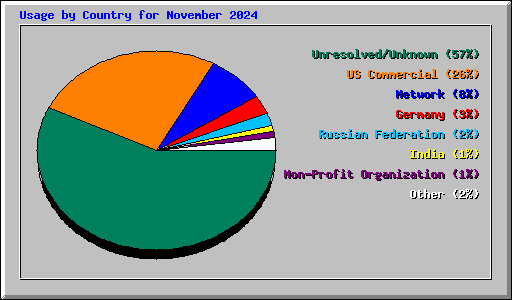 Usage by Country for November 2024
Unresolved/Unknown (57%)
US Commercial (26%)
Network (8%)
Germany (3%)
Russian Federation (2%)
India (1%)
Non-Profit Organization (1%)
Other (2%)